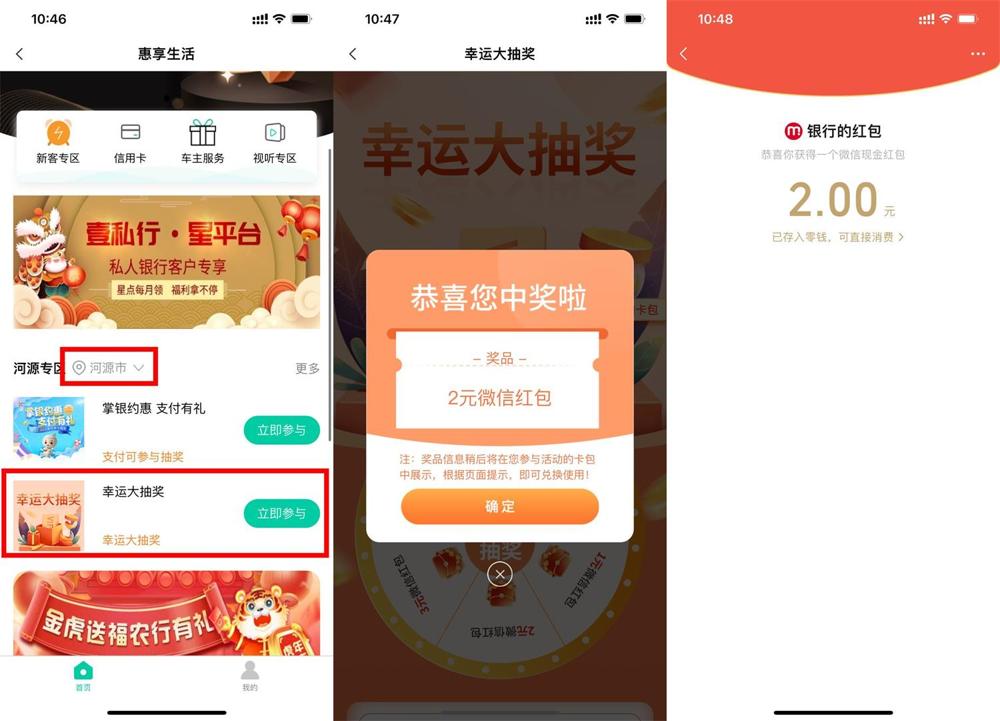 10:46
惠享生活
新客专区
信用卡
车主服务
视听专区
壹私行·星平台
私人银行客户专享
星点每月领 福利拿不停
河源专区
河源市
更多
掌银约惠
支付有礼
掌银约惠 支付有礼
支付可参与抽奖
立即参与
幸运大抽奖
幸运大抽奖
幸运大抽奖
立即参与
金虎送福农行有礼
虎年
首页
我的
10:47
幸运大抽奖
幸运大抽奖
卡包
恭喜您中奖啦
– 奖品 –
2元微信红包
注：奖品信息稍后将在您参与活动的卡包
中展示，根据页面提示，即可兑换使用！
确定
抽奖
3元微信红包
2元微信红包
1元微信红包
10:48
银行的红包
恭喜你获得一个微信现金红包
2.00 元
已存入零钱，可直接消费